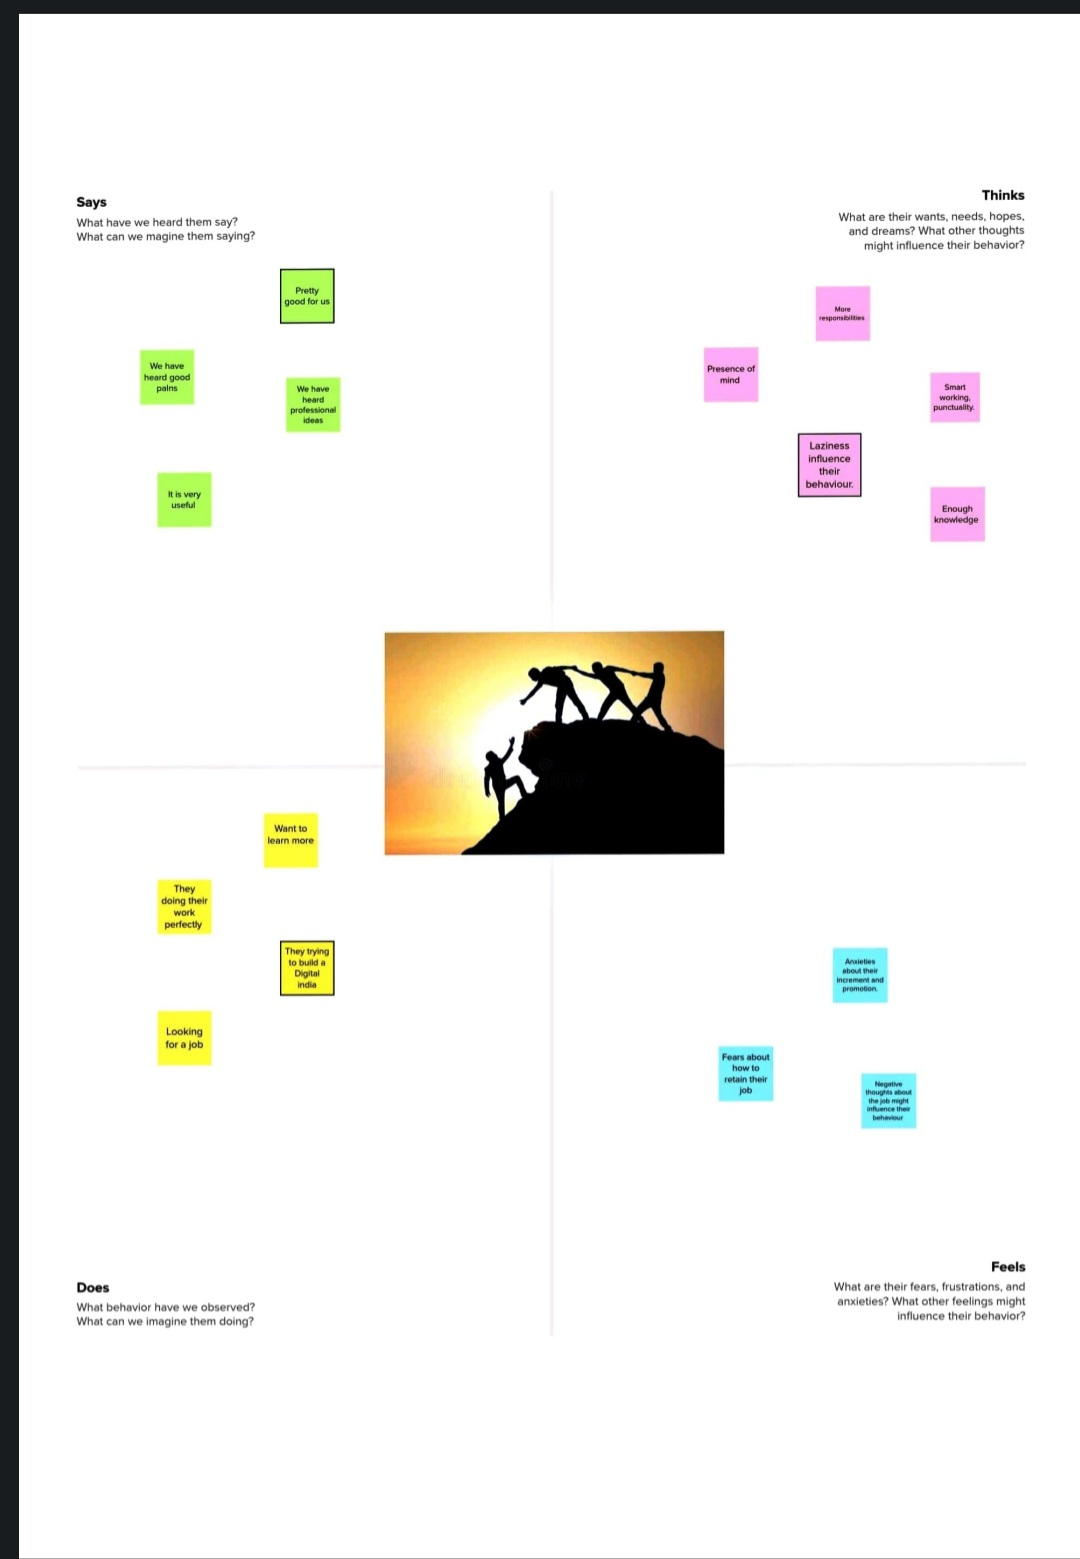 Says
What have we heard them say?
What can we magine them saying?
Pretty
good for us
We have
heard good
palns
We have
heard
professional
ideas
It is very
useful
Thinks
What are their wants, needs, hopes,
and dreams? What other thoughts
might influence their behavior?
More
responsibilities
Presence of
mind
Smart
working,
punctuality.
Laziness
influence
their
behaviour.
Enough
knowledge
Want to
learn more
They
doing their
work
perfectly
They trying
to build a
Digital
india
Looking
for a job
Does
What behavior have we observed?
What can we imagine them doing?
Anxieties
about their
increment and
promotion.
Fears about
how to
retain their
job
Negative
thoughts about
the job might
influence their
behaviour
Feels
What are their fears, frustrations, and
anxieties? What other feelings might
influence their behavior?